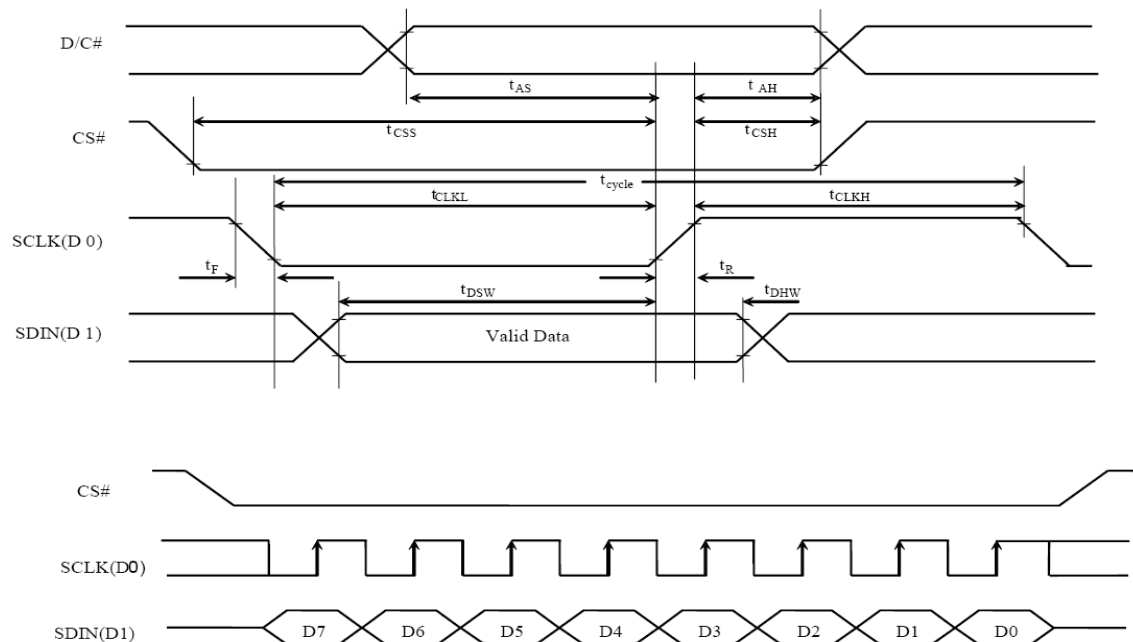 D/C#
tAS
t AH
CS#
tCSS
tCSH
tcycle
tCLKL
tCLKH
SCLK(D 0)
tF
tR
tDSW
tDHW
SDIN(D 1)
Valid Data
CS#
SCLK(D0)
SDIN(D1)
D7 D6 D5 D4 D3 D2 D1 D0